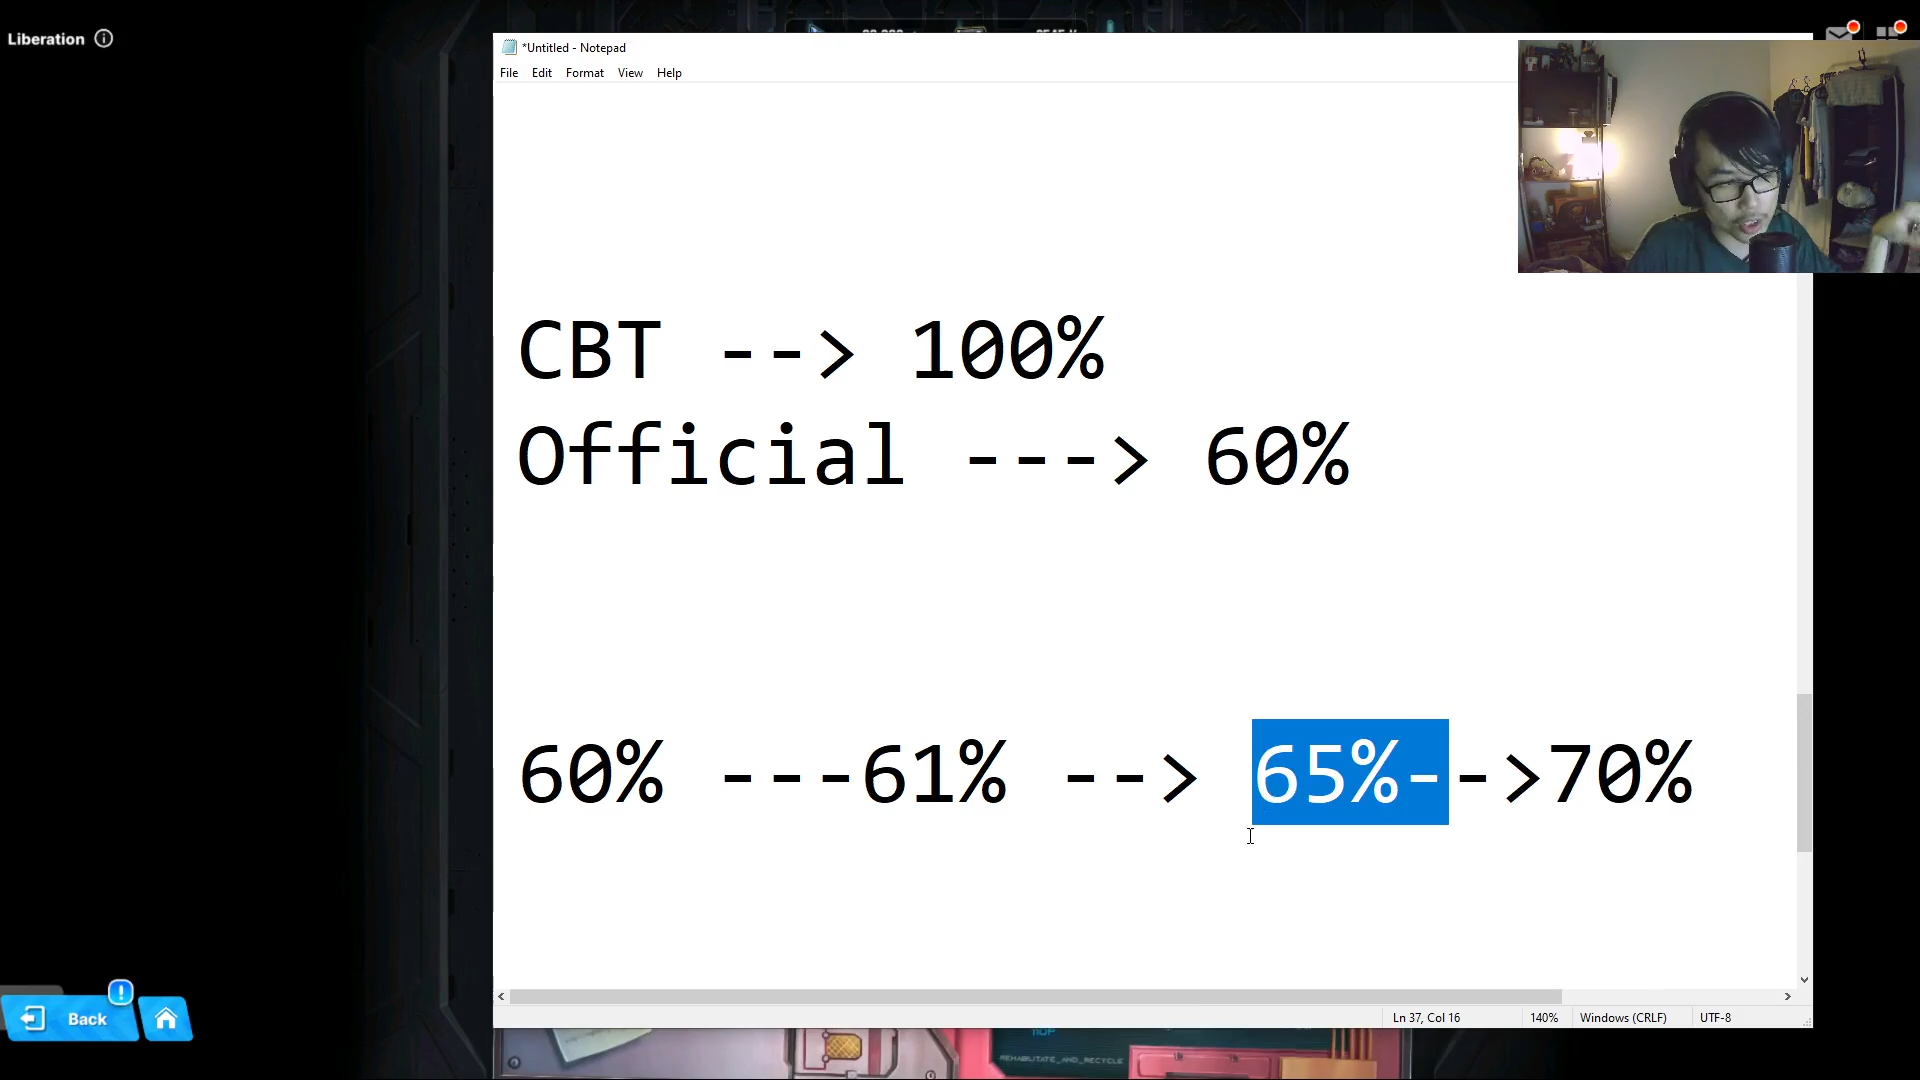 Liberation
*Untitled - Notepad
File Edit Format View Help
CBT --> 100%
Official ---> 60%
60% ---61% --> 65%-->70%
Back
Ln 37, Col 16 140% Windows (CRLF) UTF-8
REHABILITATE_AND_RECYCLE